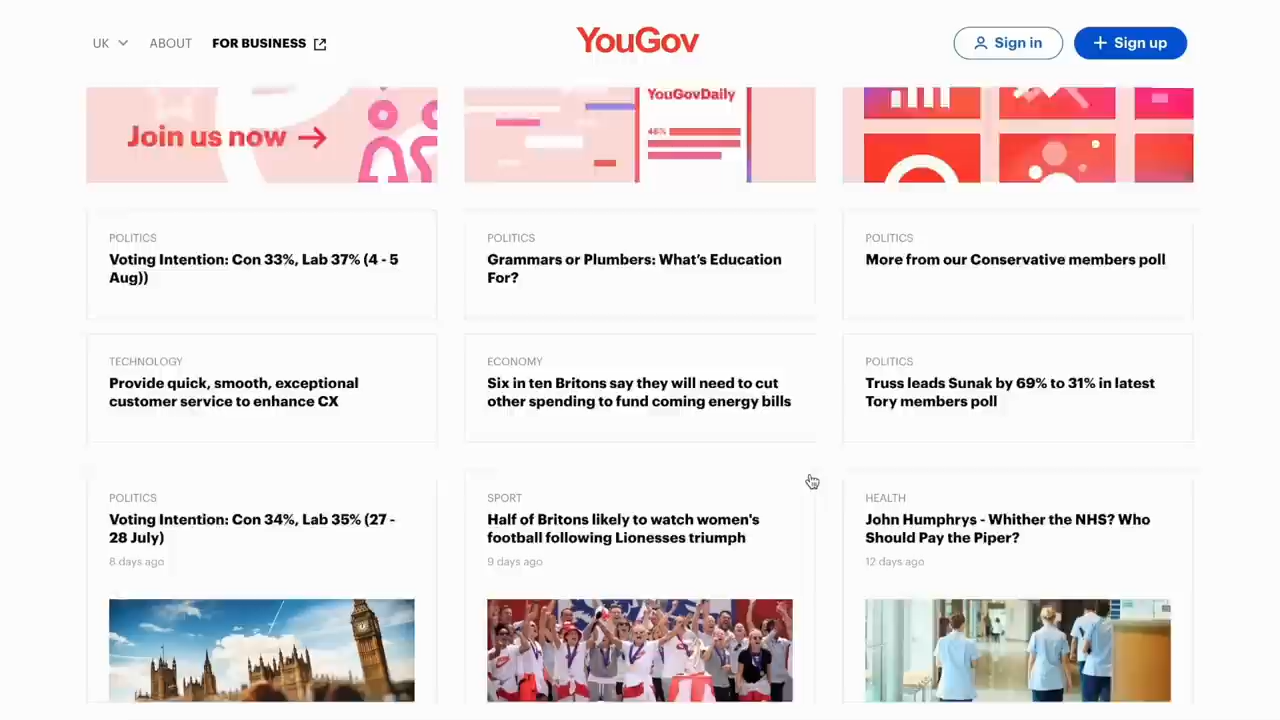 UK ABOUT FOR BUSINESS YouGov Sign in Sign up
Join us now →
YouGovDaily
46%
POLITICS
Voting Intention: Con 33%, Lab 37% (4 - 5
Aug))
POLITICS
Grammars or Plumbers: What's Education
For?
POLITICS
More from our Conservative members poll
TECHNOLOGY
Provide quick, smooth, exceptional
customer service to enhance CX
ECONOMY
Six in ten Britons say they will need to cut
other spending to fund coming energy bills
POLITICS
Truss leads Sunak by 69% to 31% in latest
Tory members poll
POLITICS
Voting Intention: Con 34%, Lab 35% (27 -
28 July)
8 days ago
SPORT
Half of Britons likely to watch women's
football following Lionesses triumph
9 days ago
HEALTH
John Humphrys - Whither the NHS? Who
Should Pay the Piper?
12 days ago